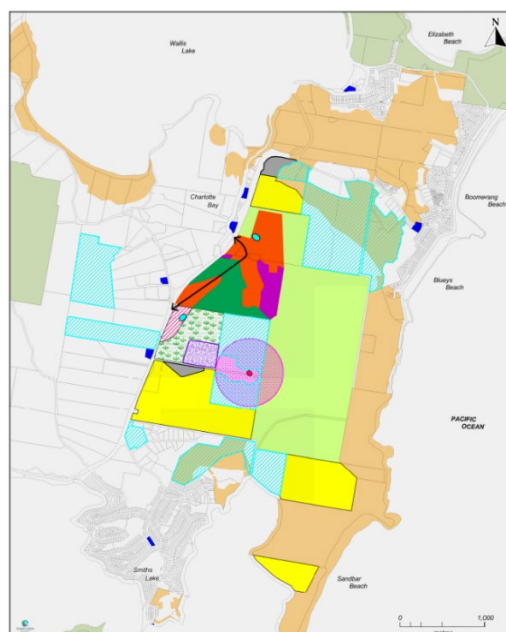 Wallis
Lake
Elizabeth
Beach
N
Charlotte
Bay
Boomerang
Beach
Blueys
Beach
PACIFIC
OCEAN
Smiths
Lake
Sandbar
Beach
0
1,000